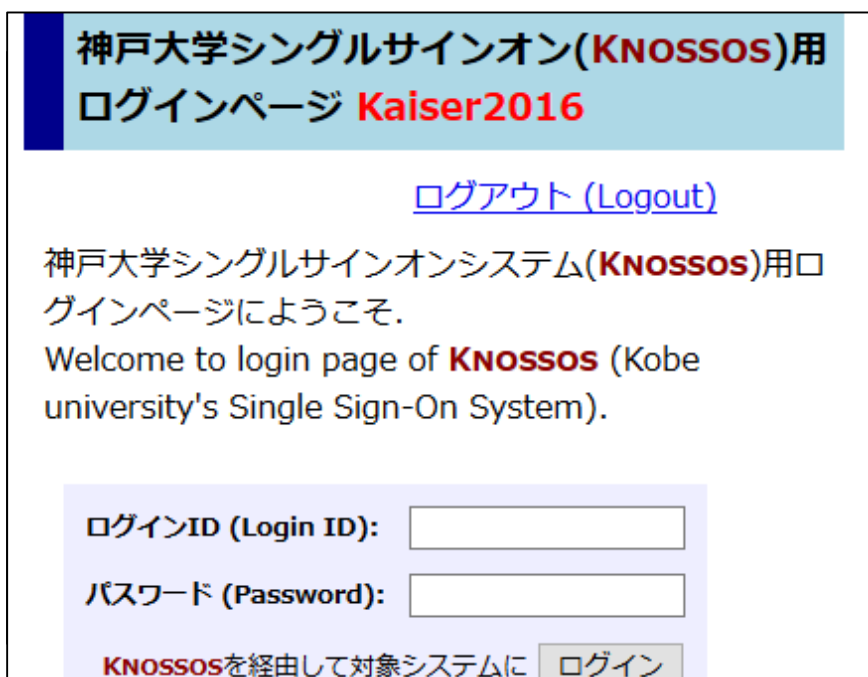 神戸大学シングルサインオン(KNOSSOS)用
ログインページ Kaiser2016
ログアウト (Logout)
神戸大学シングルサインオンシステム(KNOSSOS)用ロ
グインページにようこそ.
Welcome to login page of KNOSSOS (Kobe
university's Single Sign-On System).
ログインID (Login ID):
パスワード (Password):
KNOSSOSを経由して対象システムに ログイン